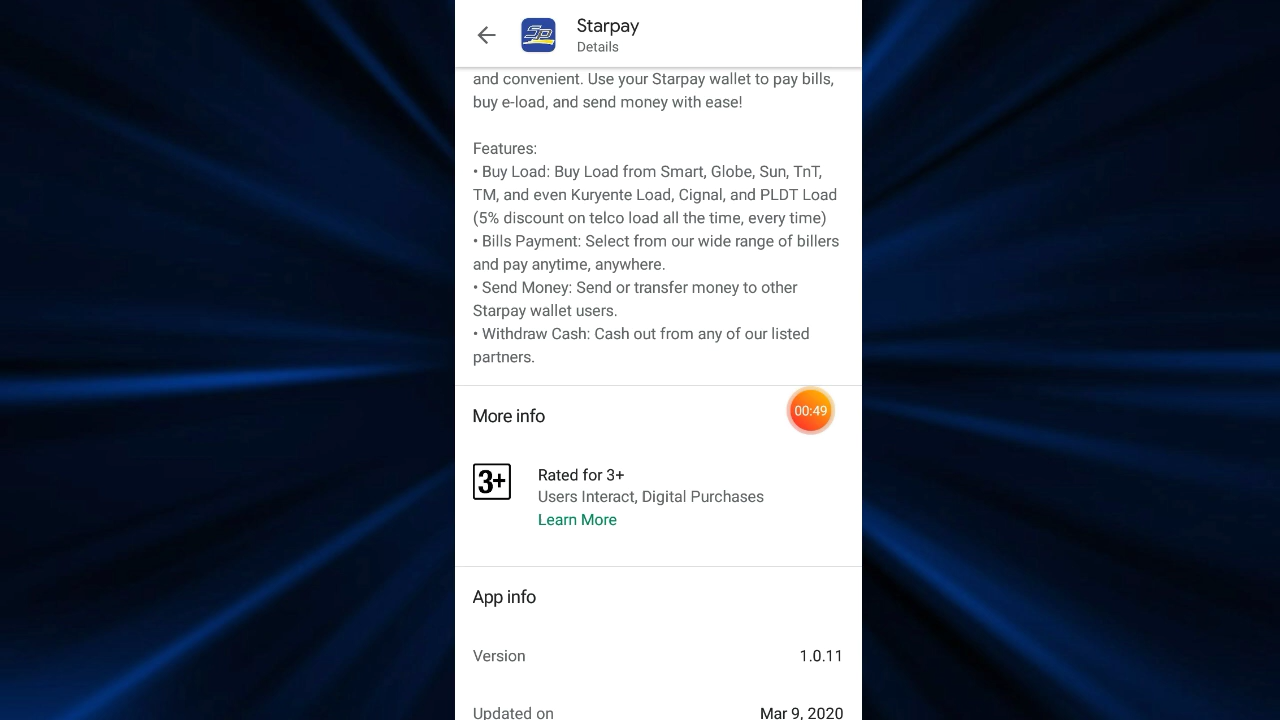 Starpay
Details
and convenient. Use your Starpay wallet to pay bills,
buy e-load, and send money with ease!
Features:
• Buy Load: Buy Load from Smart, Globe, Sun, TnT,
TM, and even Kuryente Load, Cignal, and PLDT Load
(5% discount on telco load all the time, every time)
• Bills Payment: Select from our wide range of billers
and pay anytime, anywhere.
• Send Money: Send or transfer money to other
Starpay wallet users.
• Withdraw Cash: Cash out from any of our listed
partners.
More info
00:49
3+
Rated for 3+
Users Interact, Digital Purchases
Learn More
App info
Version 1.0.11
Updated on Mar 9, 2020